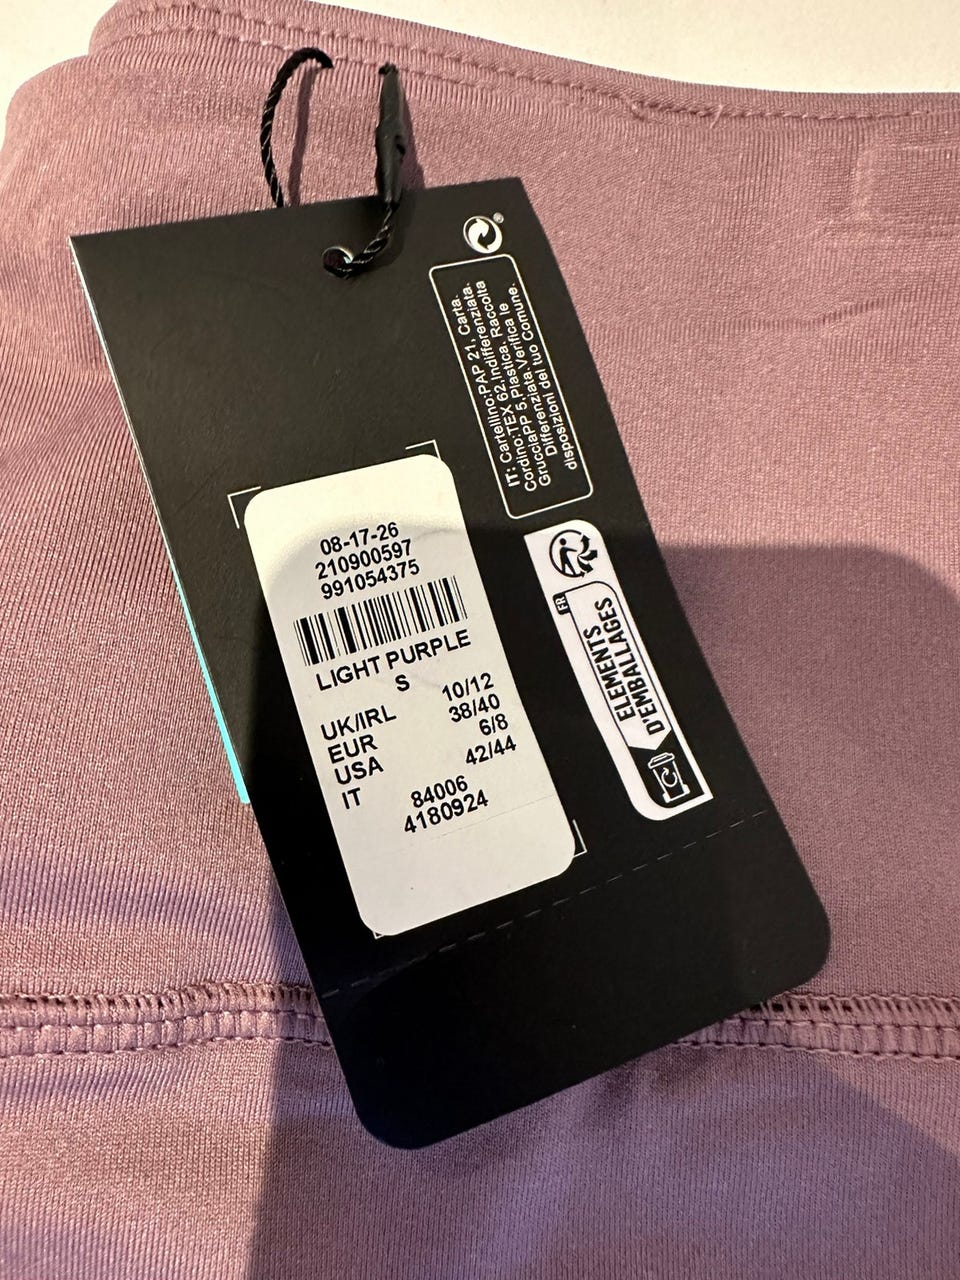 ®
IT: Cartellino:PAP 21, Carta.
Cordino:TEX 62,Indifferenziata.
GrucciaPP 5,Plastica. Raccolta
Differenziata.Verifica le
disposizioni del tuo Comune.
08-17-26
210900597
991054375
LIGHT PURPLE
S
UK/IRL 10/12
EUR 38/40
USA 6/8
IT 42/44
84006
4180924
FR
ELEMENTS
D'EMBALLAGES